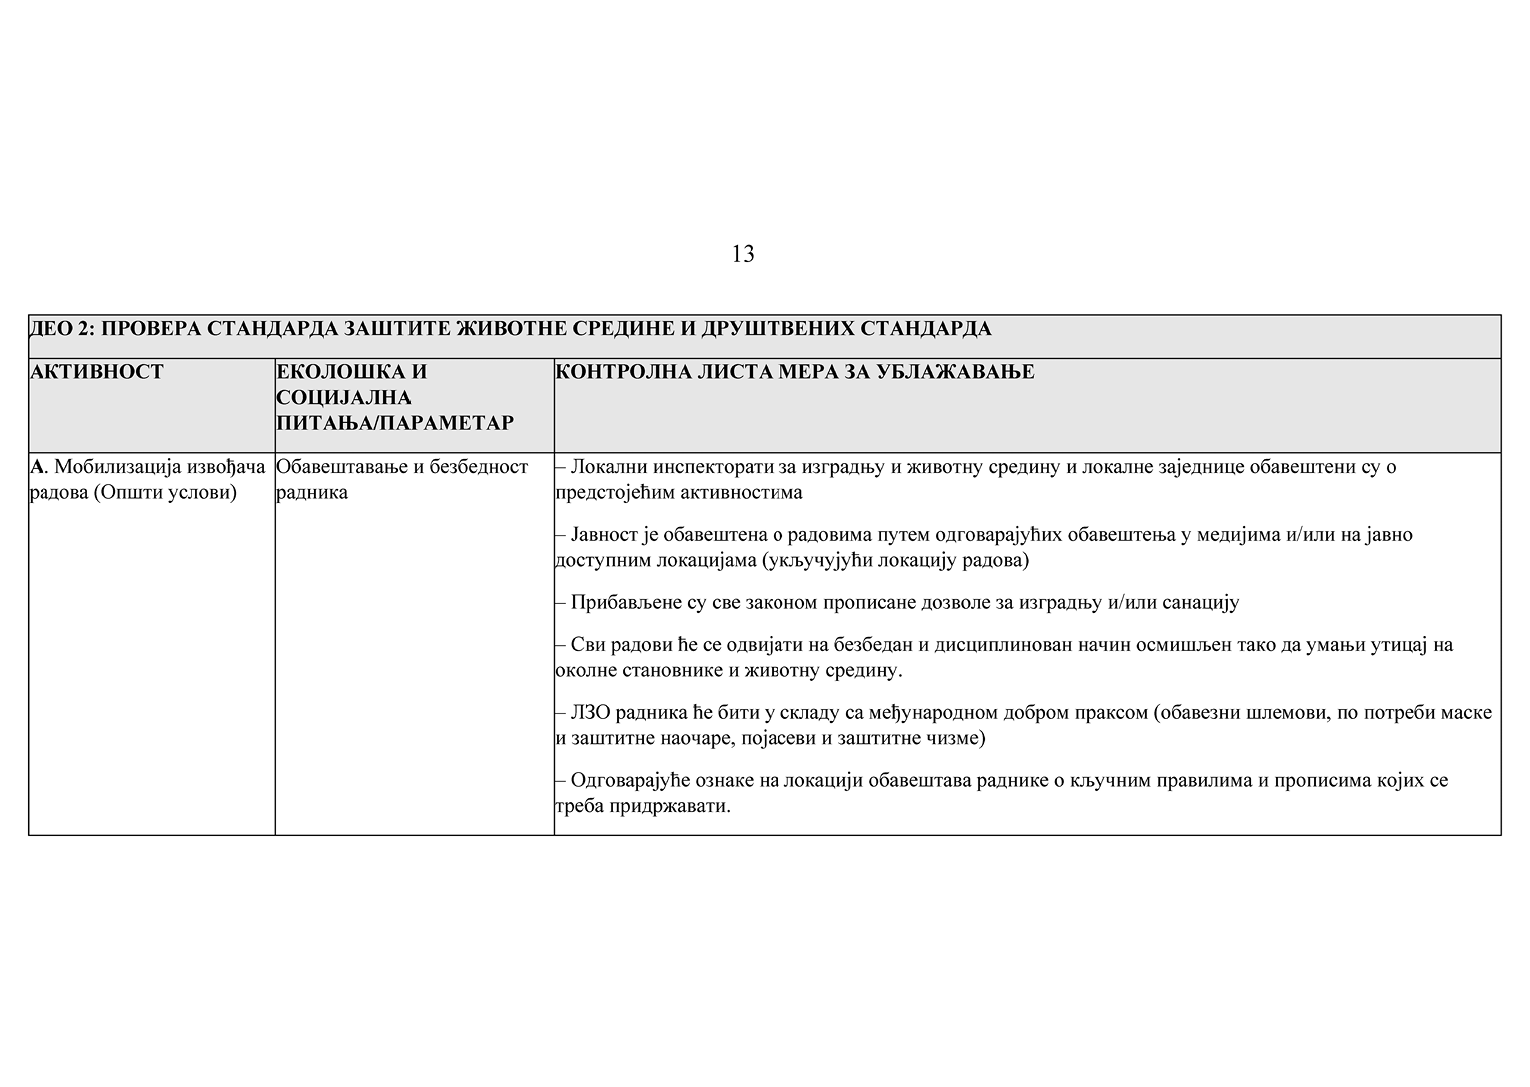 13
ДЕО 2: ПРОВЕРА СТАНДАРДА ЗАШТИТЕ ЖИВОТНЕ СРЕДИНЕ И ДРУШТВЕНИХ СТАНДАРДА
АКТИВНОСТ
ЕКОЛОШКА И
СОЦИЈАЛНА
ПИТАЊА/ПАРАМЕТАР
КОНТРОЛНА ЛИСТА МЕРА ЗА УБЛАЖАВАЊЕ
А. Мобилизација извођача
радова (Општи услови)
Обавештавање и безбедност
радника
– Локални инспекторати за изградњу и животну средину и локалне заједнице обавештени су о
предстојећим активностима
– Јавност је обавештена о радовима путем одговарајућих обавештења у медијима и/или на јавно
доступним локацијама (укључујући локацију радова)
– Прибављене су све законом прописане дозволе за изградњу и/или санацију
– Сви радови ће се одвијати на безбедан и дисциплинован начин осмишљен тако да умањи утицај на
околне становнике и животну средину.
– ЛЗО радника ће бити у складу са међународном добром праксом (обавезни шлемови, по потреби маске
и заштитне наочаре, појасеви и заштитне чизме)
– Одговарајуће ознаке на локацији обавештава раднике о кључним правилима и прописима којих се
треба придржавати.